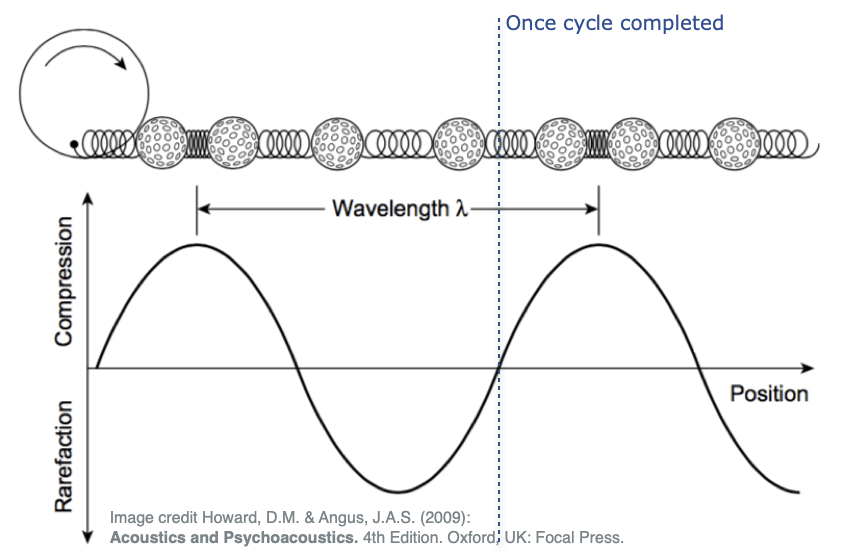 Once cycle completed
Wavelength λ
Compression
Rarefaction
Position
Image credit Howard, D.M. & Angus, J.A.S. (2009):
Acoustics and Psychoacoustics. 4th Edition. Oxford, UK: Focal Press.